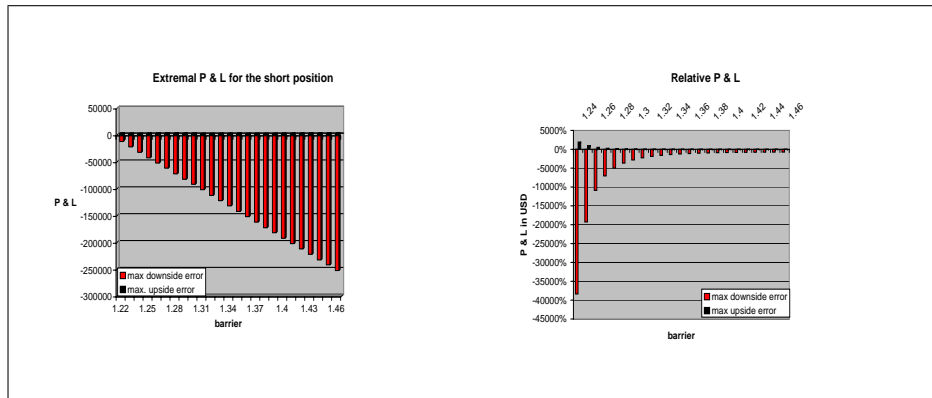 Extremal P & L for the short position
50000
0
-50000
-100000
-150000
-200000
-250000
-300000
P & L
max downside error
max. upside error
1.22 1.25 1.28 1.31 1.34 1.37 1.4 1.43 1.46
barrier
Relative P & L
1.24 1.26 1.28 1.3 1.32 1.34 1.36 1.38 1.4 1.42 1.44 1.46
5000%
0%
-5000%
-10000%
-15000%
-20000%
-25000%
-30000%
-35000%
-40000%
-45000%
P & L in USD
max downside error
max upside error
barrier